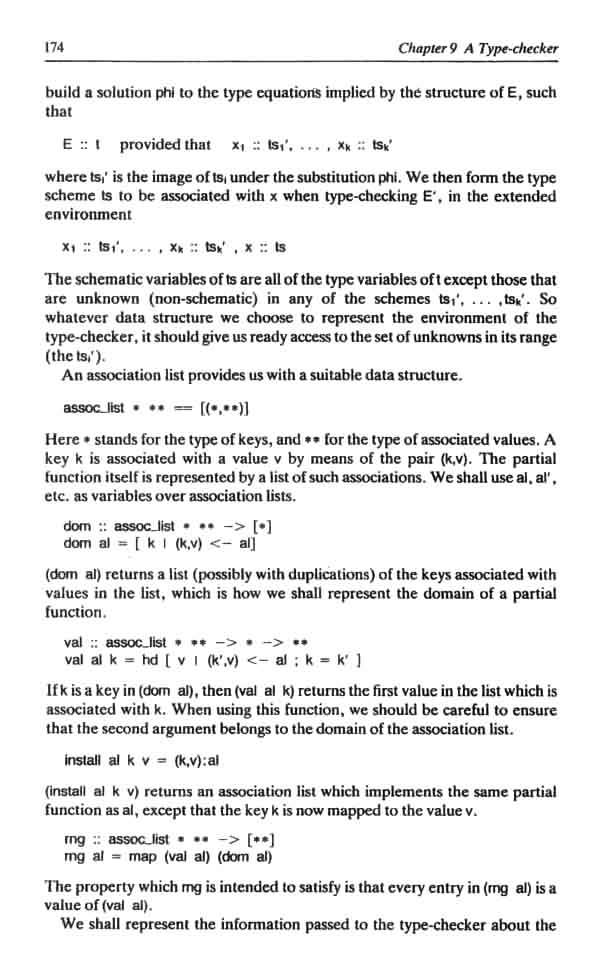 174 Chapter 9 A Type-checker
build a solution phi to the type equations implied by the structure of E, such
that
E :: t provided that x₁ :: ts₁', ... , xₖ :: tsₖ'
where tsᵢ' is the image of tsᵢ under the substitution phi. We then form the type
scheme ts to be associated with x when type-checking E', in the extended
environment
x₁ :: ts₁', ... , xₖ :: tsₖ' , x :: ts
The schematic variables of ts are all of the type variables of t except those that
are unknown (non-schematic) in any of the schemes ts₁', ... ,tsₖ'. So
whatever data structure we choose to represent the environment of the
type-checker, it should give us ready access to the set of unknowns in its range
(the tsᵢ').
An association list provides us with a suitable data structure.
assoc_list * ** == [(*,**)]
Here * stands for the type of keys, and ** for the type of associated values. A
key k is associated with a value v by means of the pair (k,v). The partial
function itself is represented by a list of such associations. We shall use al, al',
etc. as variables over association lists.
dom :: assoc_list * ** -> [*]
dom al = [ k | (k,v) <- al]
(dom al) returns a list (possibly with duplications) of the keys associated with
values in the list, which is how we shall represent the domain of a partial
function.
val :: assoc_list * ** -> * -> **
val al k = hd [ v | (k',v) <- al ; k = k' ]
If k is a key in (dom al), then (val al k) returns the first value in the list which is
associated with k. When using this function, we should be careful to ensure
that the second argument belongs to the domain of the association list.
install al k v = (k,v):al
(install al k v) returns an association list which implements the same partial
function as al, except that the key k is now mapped to the value v.
rng :: assoc_list * ** -> [**]
rng al = map (val al) (dom al)
The property which rng is intended to satisfy is that every entry in (rng al) is a
value of (val al).
We shall represent the information passed to the type-checker about the